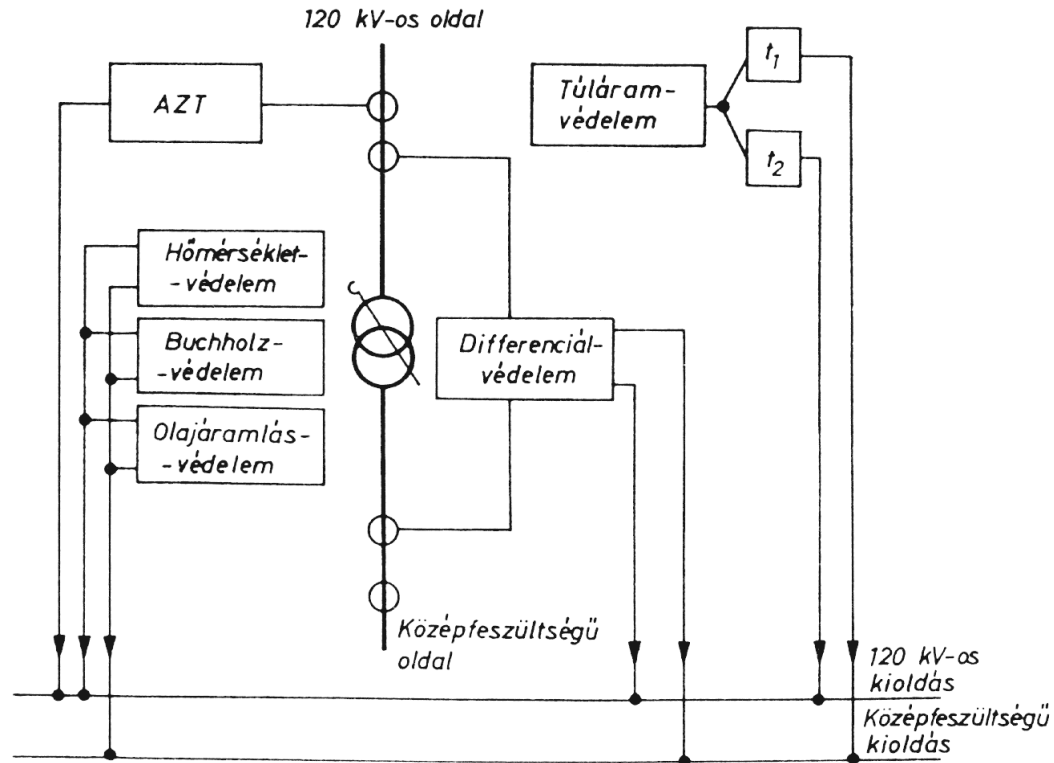 120 kV-os oldal
AZT
Túláram-
védelem
t1
t2
Hőmérséklet-
-védelem
Buchholz-
-védelem
Olajáramlás-
-védelem
Differenciál-
védelem
Középfeszültségű
oldal
120 kV-os
kioldás
Középfeszültségű
kioldás